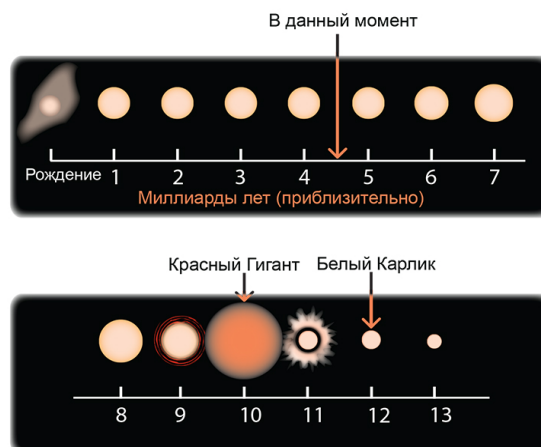 В данный момент
Рождение 1 2 3 4 5 6 7
Миллиарды лет (приблизительно)
Красный Гигант Белый Карлик
8 9 10 11 12 13